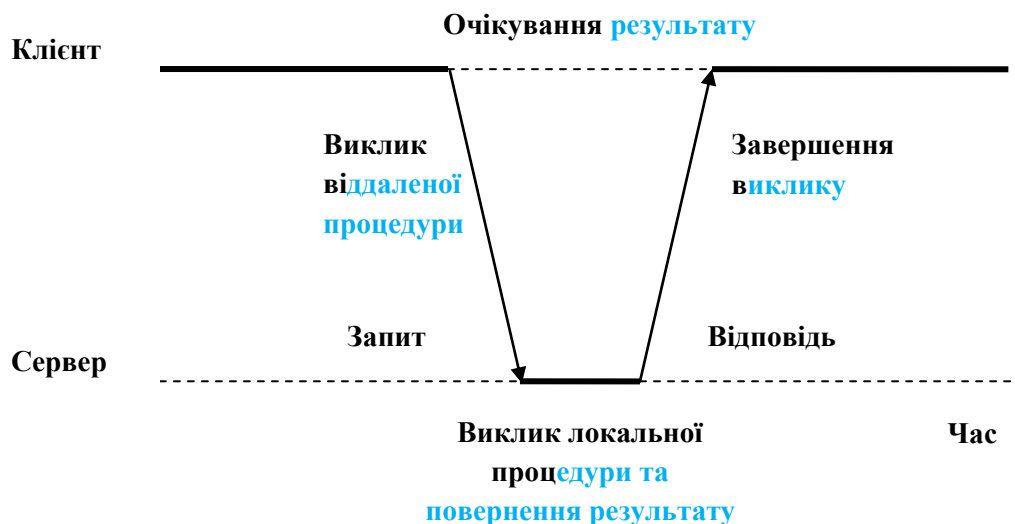 Очікування результату
Клієнт
Виклик
віддаленої
процедури
Завершення
виклику
Запит
Відповідь
Сервер
Виклик локальної
процедури та
повернення результату
Час